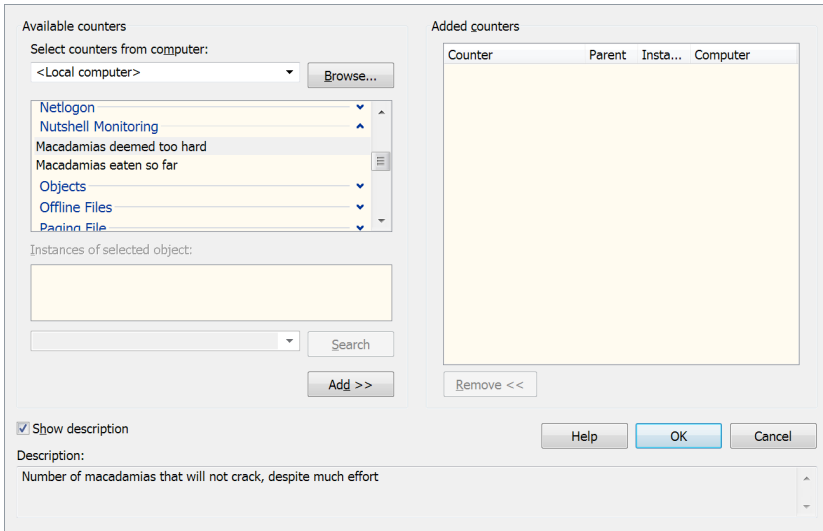 Available counters
Select counters from computer:
<Local computer>
Browse...
Netlogon
Nutshell Monitoring
Macadamias deemed too hard
Macadamias eaten so far
Objects
Offline Files
Paging File
Instances of selected object:
Search
Add >>
Added counters
Counter Parent Insta... Computer
Remove <<
Show description
Help OK Cancel
Description:
Number of macadamias that will not crack, despite much effort